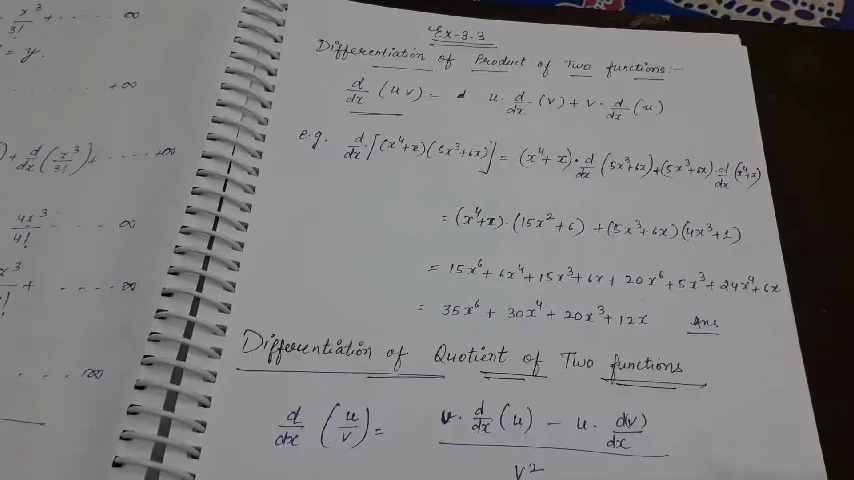 x³/3! + ..... ∞
= y.
. . . . . . +∞
) + d/dx (x³/3!) + ..... +∞
4x³/4! - ... ∞
x³/ ! + ..... ∞
. . . . ∞
Ex-3.3
Differentiation of Product of Two functions:-
d/dx (uv) = d u. d/dx (v) + v. d/dx (u)
e.g. d/dx [(x⁴+x)(5x³+6x)] = (x⁴+x) . d/dx (5x³+6x) + (5x³+6x) . d/dx (x⁴+x)
= (x⁴+x) . (15x²+6) + (5x³+6x)(4x³+1)
= 15x⁶ + 6x⁴ + 15x³ + 6x + 20x⁶ + 5x³ + 24x⁴ + 6x
= 35x⁶ + 30x⁴ + 20x³ + 12x Ans
Differentiation of Quotient of Two functions
d/dx (u/v) = v. d/dx (u) - u. d(v)/dx
v²